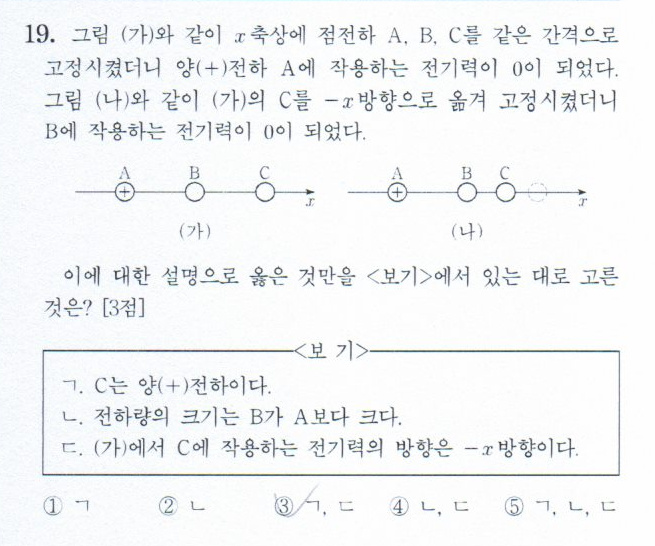 19. 그림 (가)와 같이 x축상에 점전하 A, B, C를 같은 간격으로
고정시켰더니 양(+)전하 A에 작용하는 전기력이 0이 되었다.
그림 (나)와 같이 (가)의 C를 -x방향으로 옮겨 고정시켰더니
B에 작용하는 전기력이 0이 되었다.
A B C A B C
+ x + x
(가) (나)
이에 대한 설명으로 옳은 것만을 <보기>에서 있는 대로 고른
것은? [3점]
<보 기>
ㄱ. C는 양(+)전하이다.
ㄴ. 전하량의 크기는 B가 A보다 크다.
ㄷ. (가)에서 C에 작용하는 전기력의 방향은 -x방향이다.
① ㄱ ② ㄴ ③ ㄱ, ㄷ ④ ㄴ, ㄷ ⑤ ㄱ, ㄴ, ㄷ